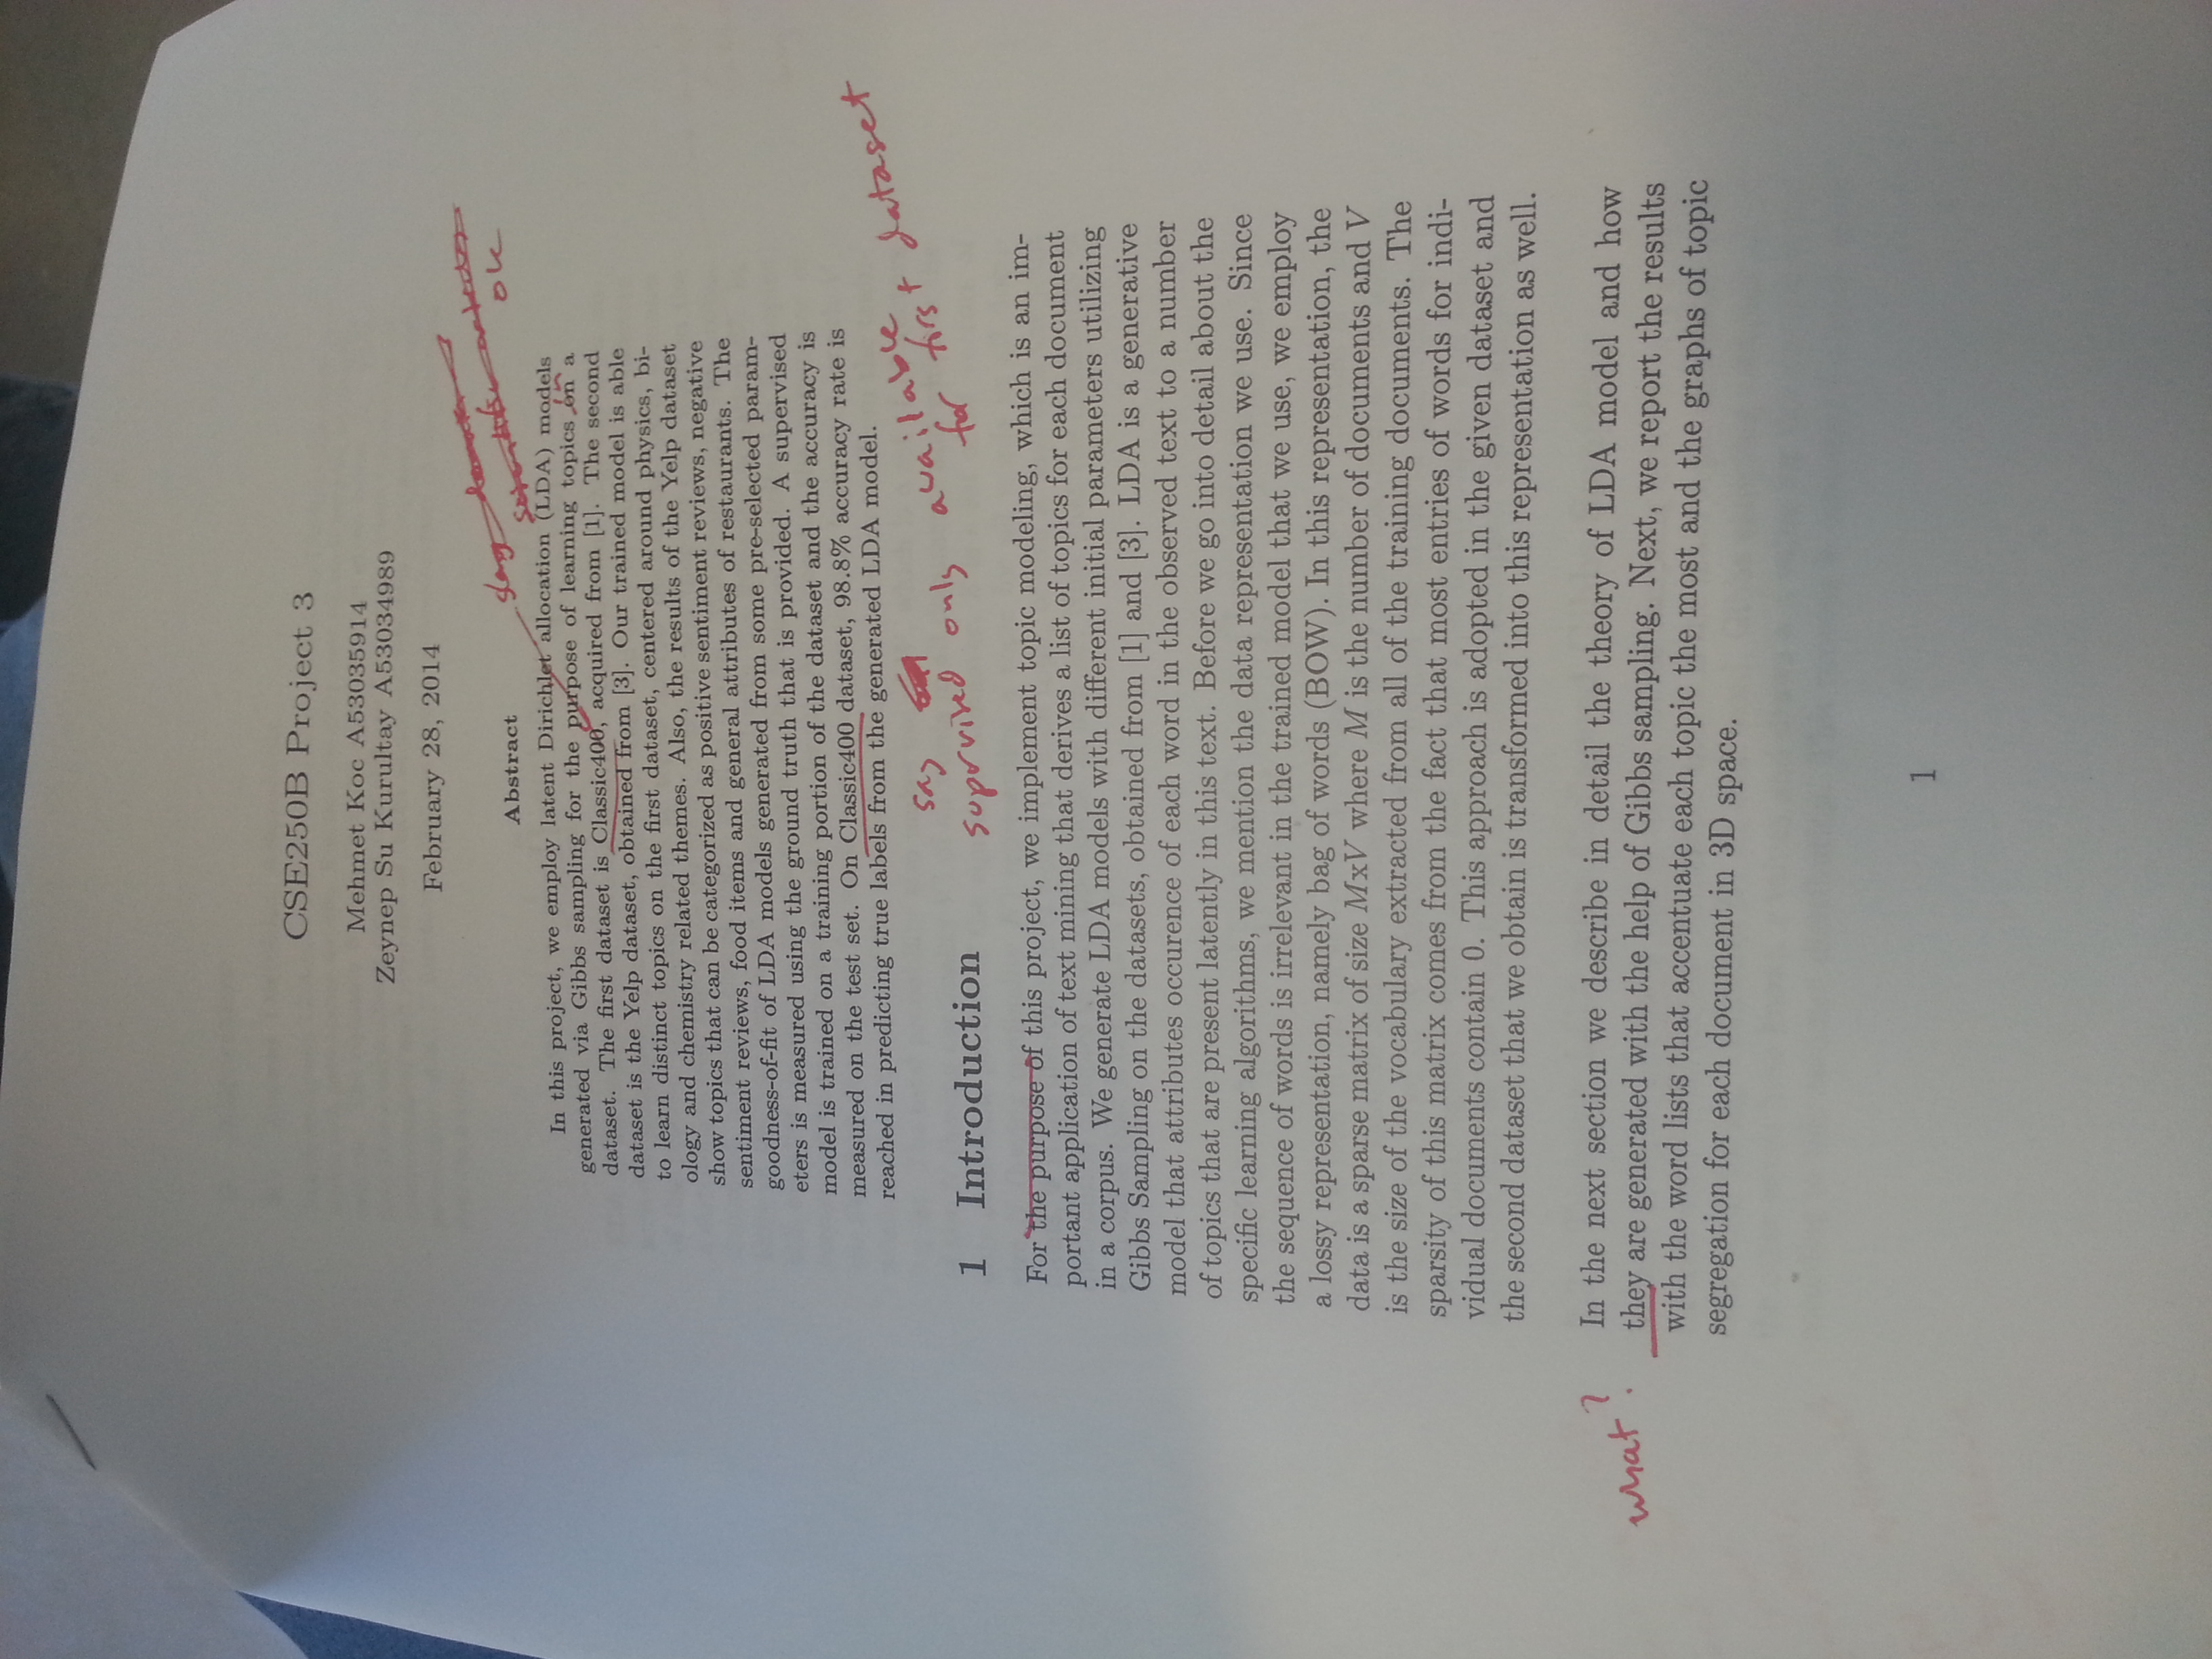 CSE250B Project 3
Mehmet Koc A53035914
Zeynep Su Kurultay A53034989
February 28, 2014
ok
Abstract
In this project, we employ latent Dirichlet allocation (LDA) models
in
generated via Gibbs sampling for the purpose of learning topics on a
dataset. The first dataset is Classic400, acquired from [1]. The second
dataset is the Yelp dataset, obtained from [3]. Our trained model is able
to learn distinct topics on the first dataset, centered around physics, bi-
ology and chemistry related themes. Also, the results of the Yelp dataset
show topics that can be categorized as positive sentiment reviews, negative
sentiment reviews, food items and general attributes of restaurants. The
goodness-of-fit of LDA models generated from some pre-selected param-
eters is measured using the ground truth that is provided. A supervised
model is trained on a training portion of the dataset and the accuracy is
measured on the test set. On Classic400 dataset, 98.8% accuracy rate is
reached in predicting true labels from the generated LDA model.
say
suprvised only available
for first dataset
1 Introduction
For the purpose of this project, we implement topic modeling, which is an im-
portant application of text mining that derives a list of topics for each document
in a corpus. We generate LDA models with different initial parameters utilizing
Gibbs Sampling on the datasets, obtained from [1] and [3]. LDA is a generative
model that attributes occurence of each word in the observed text to a number
of topics that are present latently in this text. Before we go into detail about the
specific learning algorithms, we mention the data representation we use. Since
the sequence of words is irrelevant in the trained model that we use, we employ
a lossy representation, namely bag of words (BOW). In this representation, the
data is a sparse matrix of size MxV where M is the number of documents and V
is the size of the vocabulary extracted from all of the training documents. The
sparsity of this matrix comes from the fact that most entries of words for indi-
vidual documents contain 0. This approach is adopted in the given dataset and
the second dataset that we obtain is transformed into this representation as well.
what?
In the next section we describe in detail the theory of LDA model and how
they are generated with the help of Gibbs sampling. Next, we report the results
with the word lists that accentuate each topic the most and the graphs of topic
segregation for each document in 3D space.
1